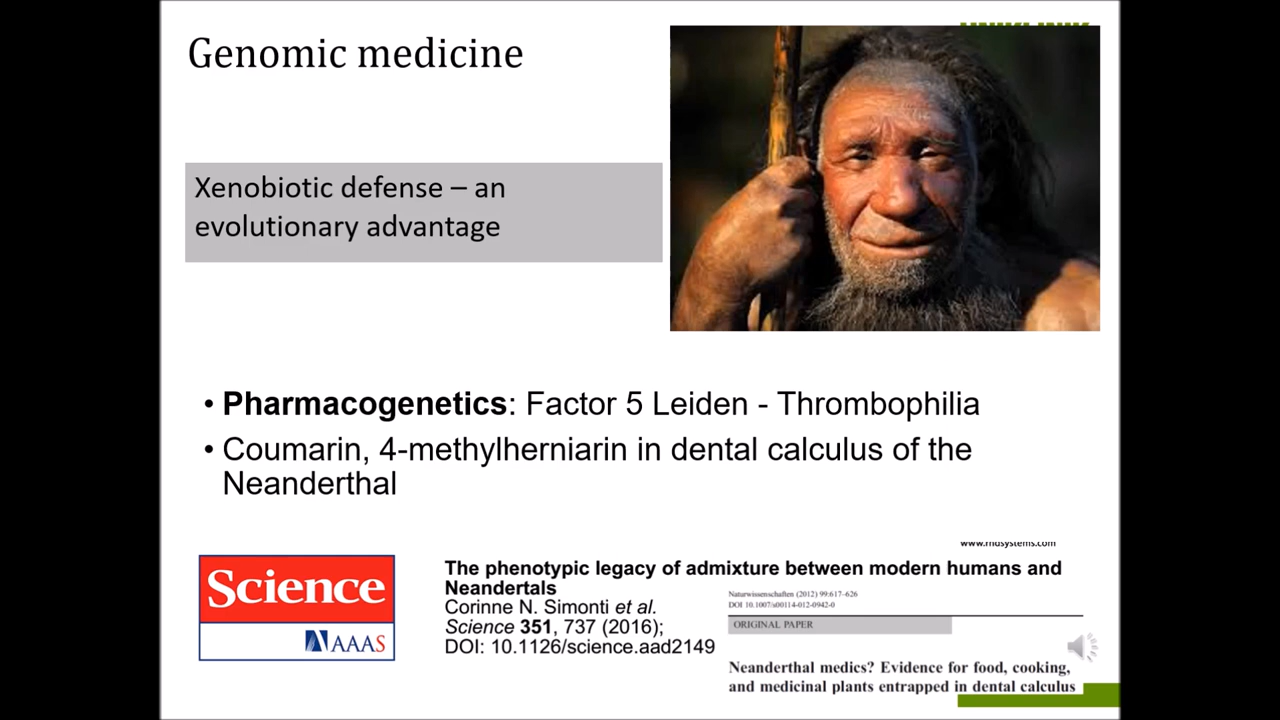 Genomic medicine
Xenobiotic defense – an
evolutionary advantage
• Pharmacogenetics: Factor 5 Leiden - Thrombophilia
• Coumarin, 4-methylherniarin in dental calculus of the
Neanderthal
Science
AAAS
The phenotypic legacy of admixture between modern humans and
Neandertals
Corinne N. Simonti et al.
Science 351, 737 (2016);
DOI: 10.1126/science.aad2149
Naturwissenschaften (2012) 99:617–626
DOI 10.1007/s00114-012-0942-0
ORIGINAL PAPER
Neanderthal medics? Evidence for food, cooking,
and medicinal plants entrapped in dental calculus